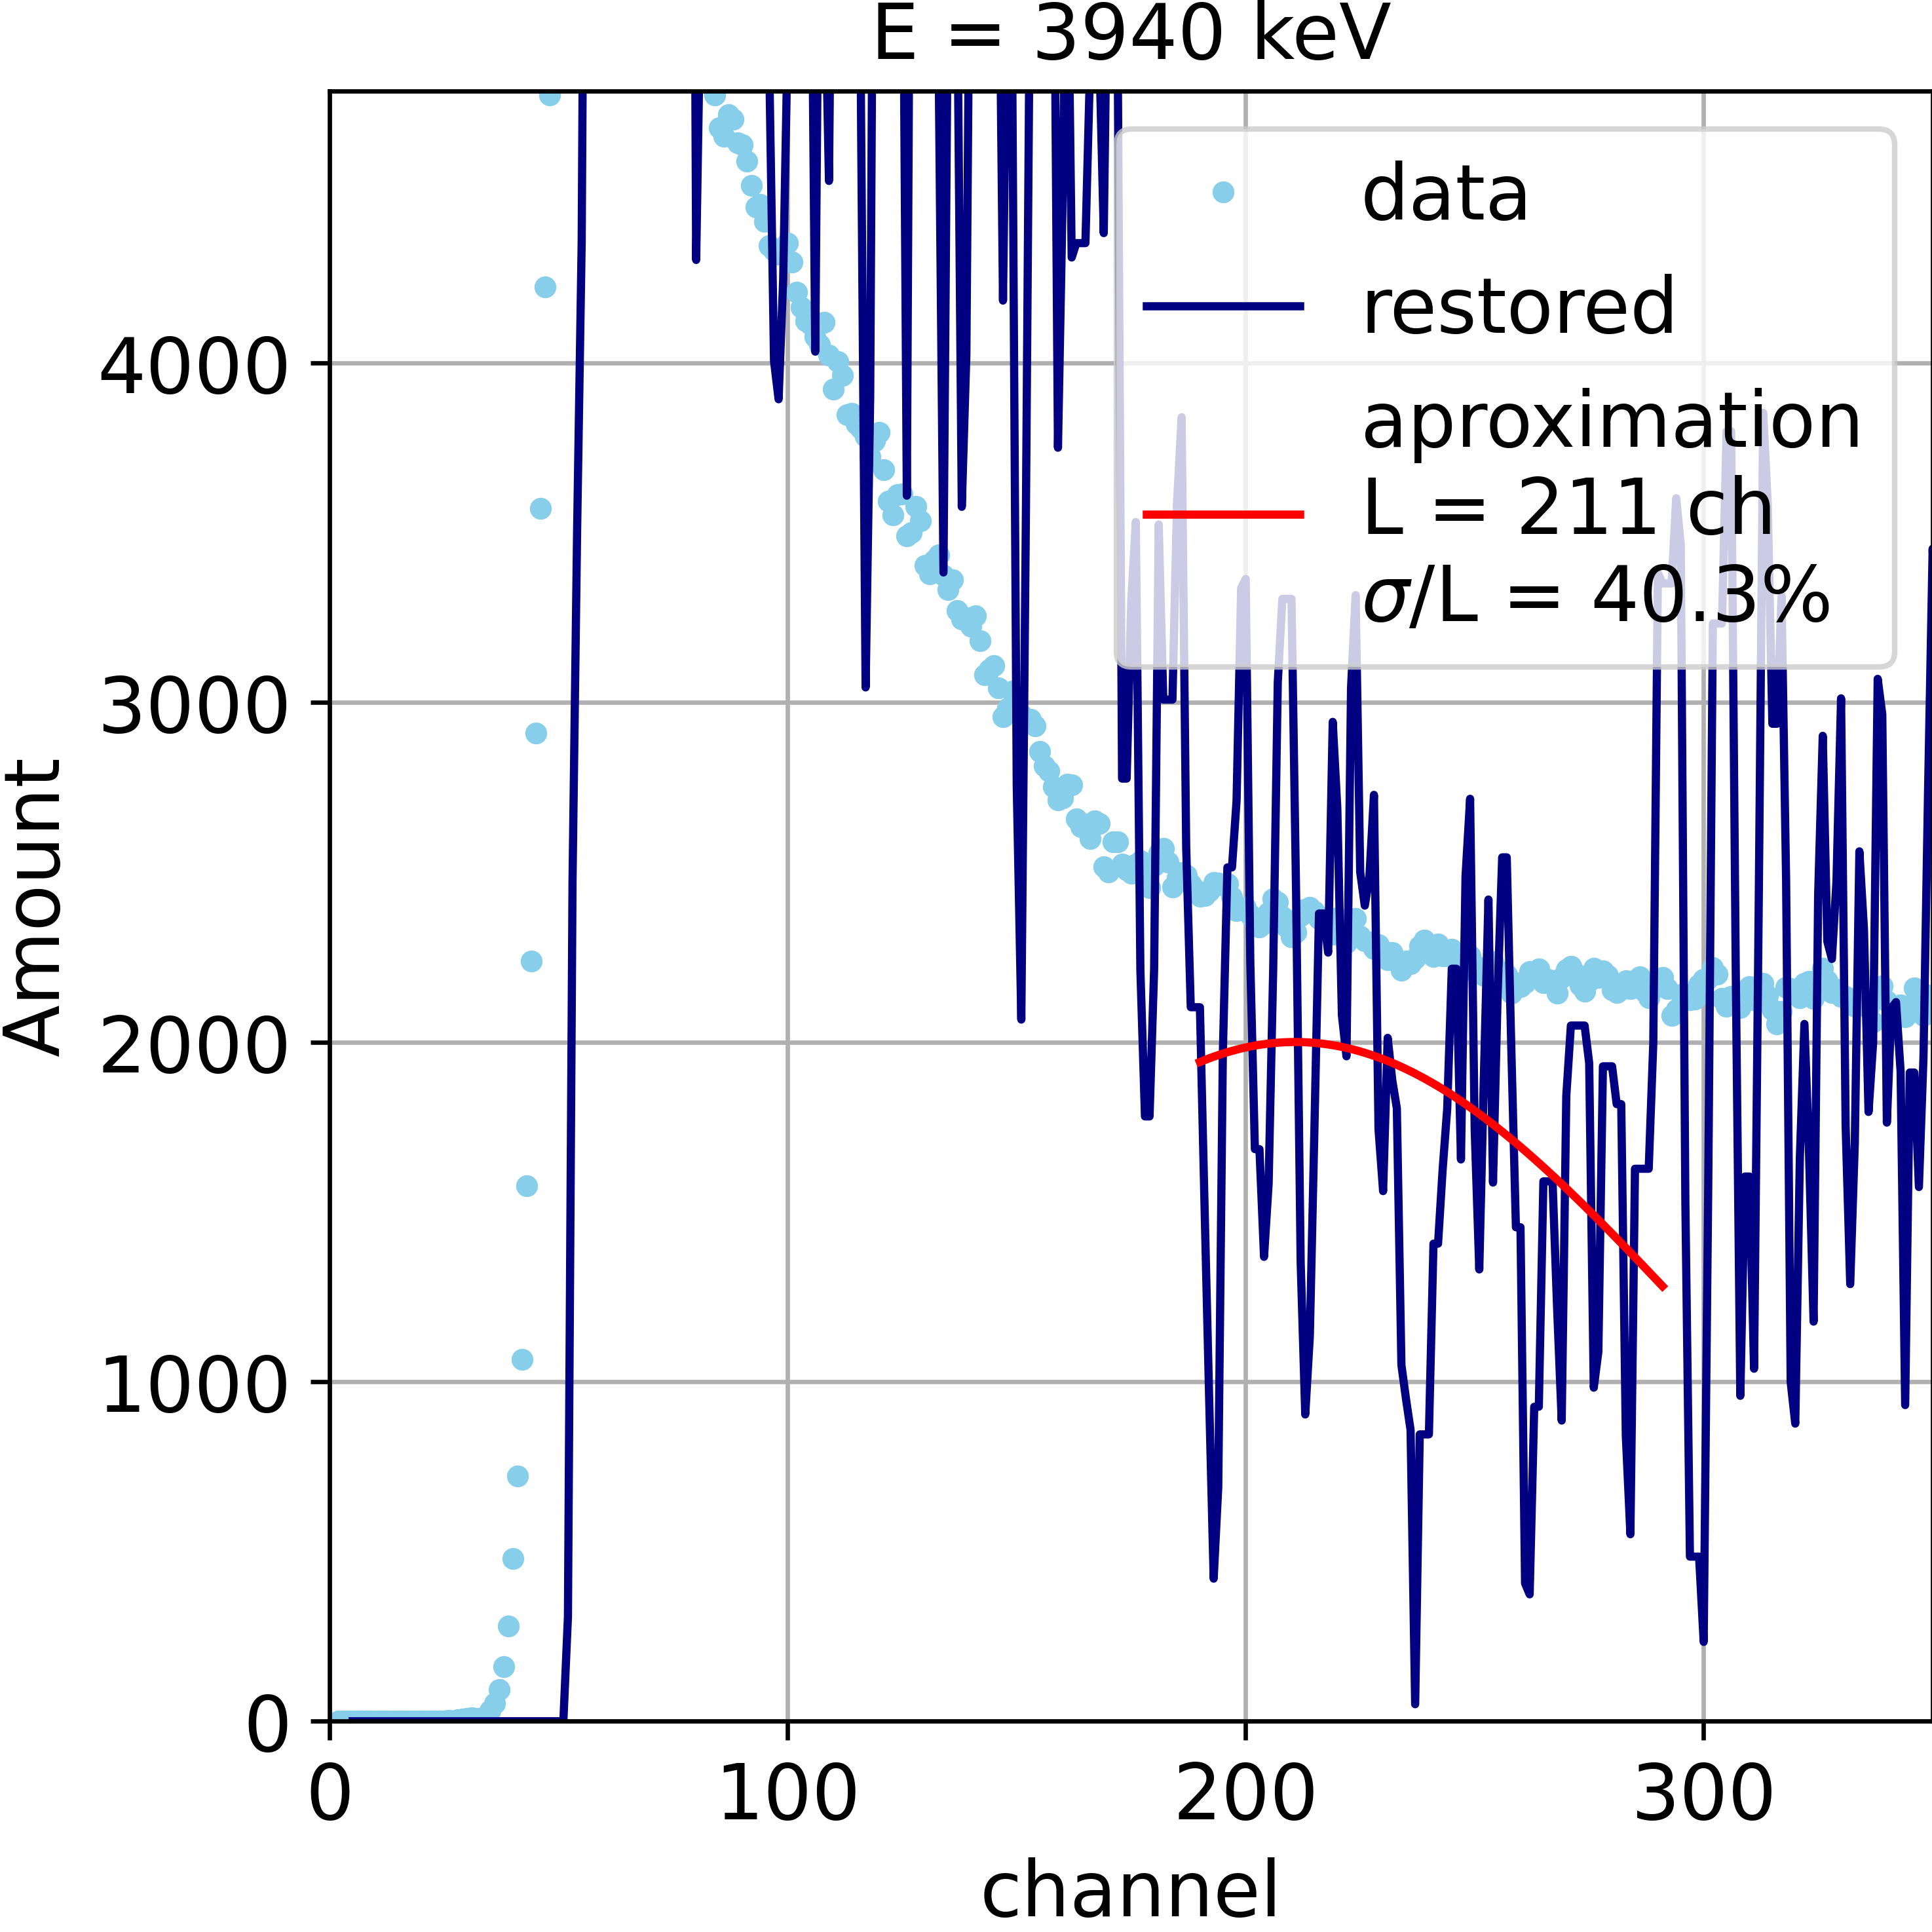 E = 3940 keV
data
restored
aproximation
L = 211 ch
σ/L = 40.3%
Amount
4000
3000
2000
1000
0
0 100 200 300
channel